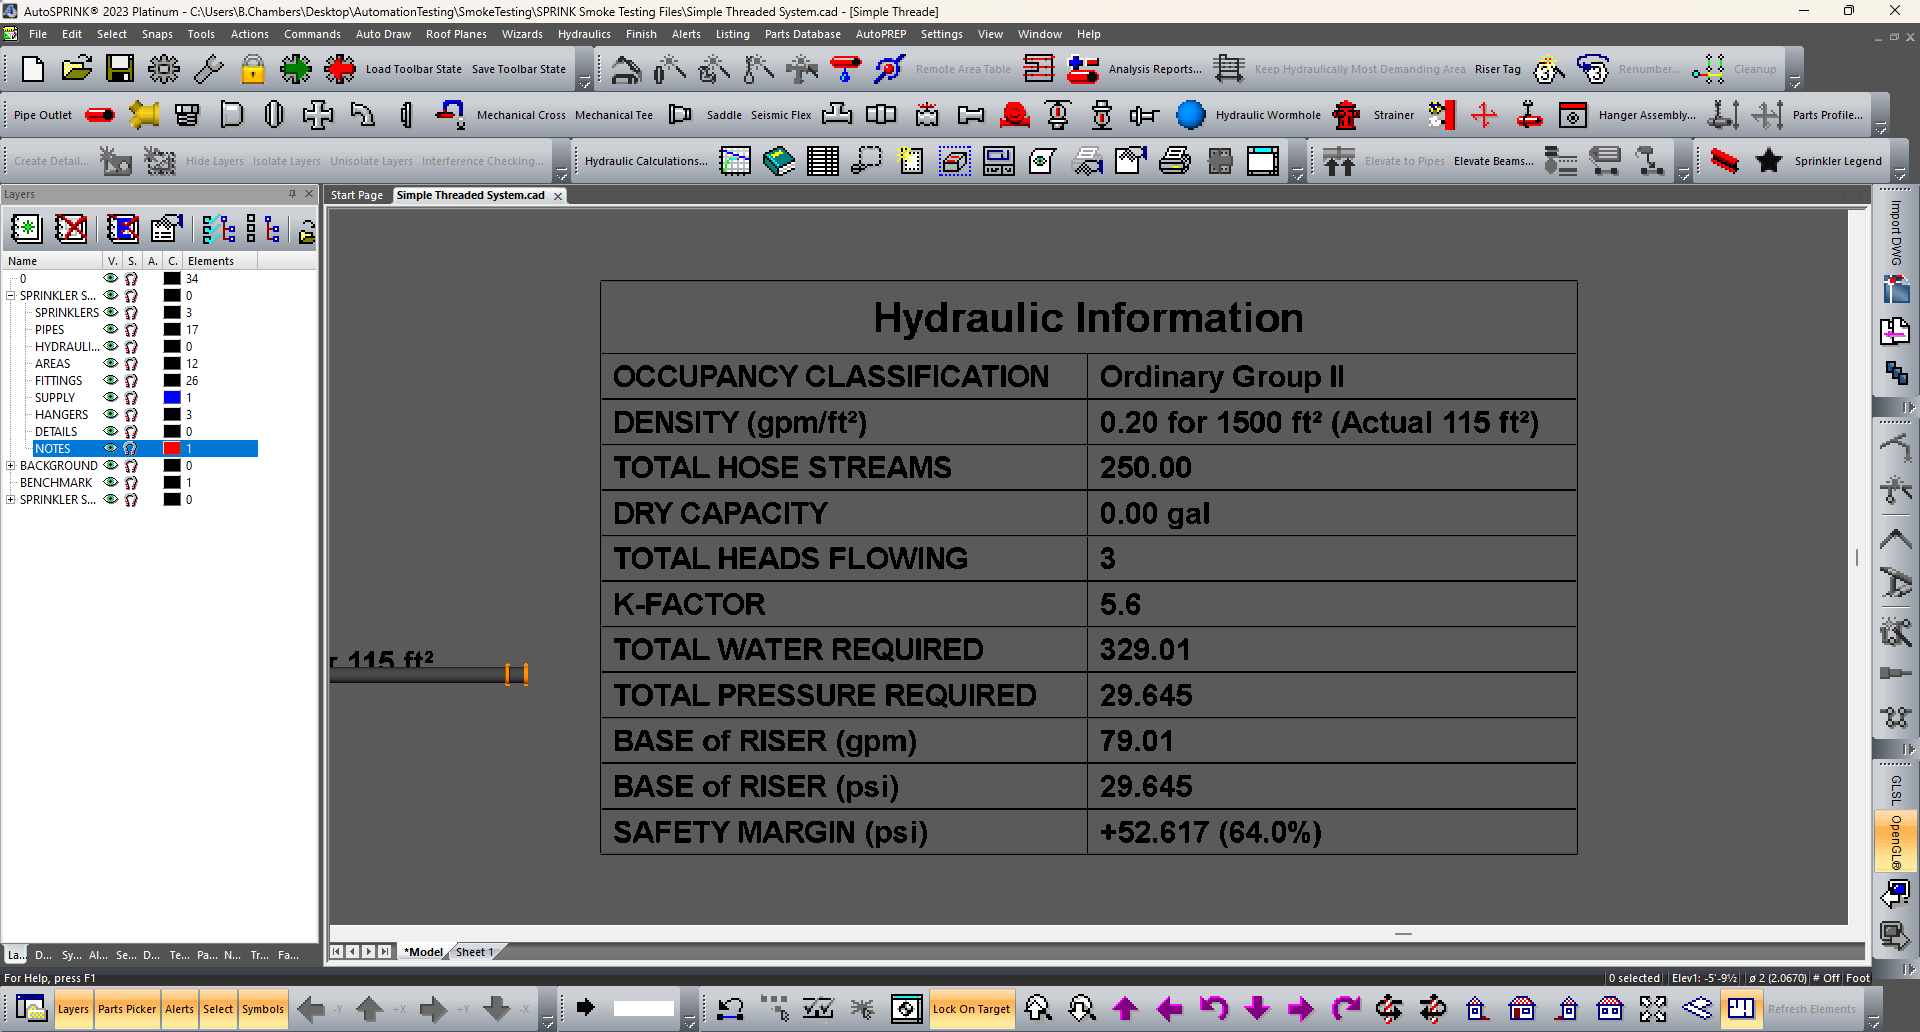 AutoSPRINK® 2023 Platinum - C:\Users\B.Chambers\Desktop\AutomationTesting\SmokeTesting\SPRINK Smoke Testing Files\Simple Threaded System.cad - [Simple Threade]
File Edit Select Snaps Tools Actions Commands Auto Draw Roof Planes Wizards Hydraulics Finish Alerts Listing Parts Database AutoPREP Settings View Window Help
Load Toolbar State Save Toolbar State Remote Area Table Analysis Reports... Keep Hydraulically Most Demanding Area Riser Tag Renumber... Cleanup
Pipe Outlet Mechanical Cross Mechanical Tee Saddle Seismic Flex Hydraulic Wormhole Strainer Hanger Assembly... Parts Profile...
Create Detail... Hide Layers Isolate Layers Unisolate Layers Interference Checking... Hydraulic Calculations... Elevate to Pipes Elevate Beams... Sprinkler Legend
Layers
Start Page Simple Threaded System.cad
Name V. S. A. C. Elements
0 34
SPRINKLER S... 0
SPRINKLERS 3
PIPES 17
HYDRAULI... 0
AREAS 12
FITTINGS 26
SUPPLY 1
HANGERS 3
DETAILS 0
NOTES 1
BACKGROUND 0
BENCHMARK 1
SPRINKLER S... 0
Hydraulic Information
OCCUPANCY CLASSIFICATION Ordinary Group II
DENSITY (gpm/ft²) 0.20 for 1500 ft² (Actual 115 ft²)
TOTAL HOSE STREAMS 250.00
DRY CAPACITY 0.00 gal
TOTAL HEADS FLOWING 3
K-FACTOR 5.6
TOTAL WATER REQUIRED 329.01
TOTAL PRESSURE REQUIRED 29.645
BASE of RISER (gpm) 79.01
BASE of RISER (psi) 29.645
SAFETY MARGIN (psi) +52.617 (64.0%)
115 ft²
Import DWG
GLSL
OpenGL®
La... D... Sy... Al... Se... D... Te... Pa... N... Tr... Fa...
*Model Sheet 1
For Help, press F1
0 selected Elev1: -5'-9½ ø 2 (2.0670) # Off Foot
Layers Parts Picker Alerts Select Symbols -Y +X +Y -X Lock On Target Refresh Elements